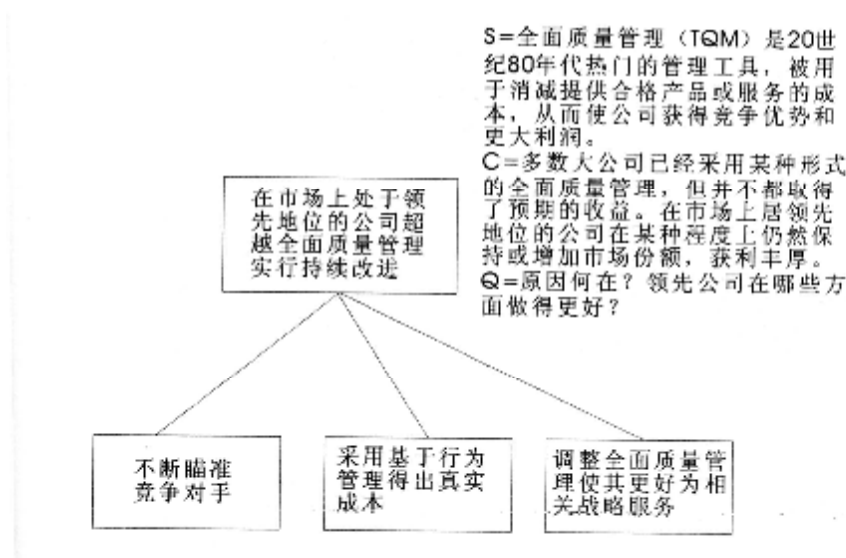 S=全面质量管理（TQM）是20世
纪80年代热门的管理工具，被用
于消减提供合格产品或服务的成
本，从而使公司获得竞争优势和
更大利润。
C=多数大公司已经采用某种形式
的全面质量管理，但并不都取得
了预期的收益。在市场上居领先
地位的公司在某种程度上仍然保
持或增加市场份额，获利丰厚。
Q=原因何在？领先公司在哪些方
面做得更好？
在市场上处于领
先地位的公司超
越全面质量管理
实行持续改进
不断瞄准
竞争对手
采用基于行为
管理得出真实
成本
调整全面质量管
理使其更好为相
关战略服务